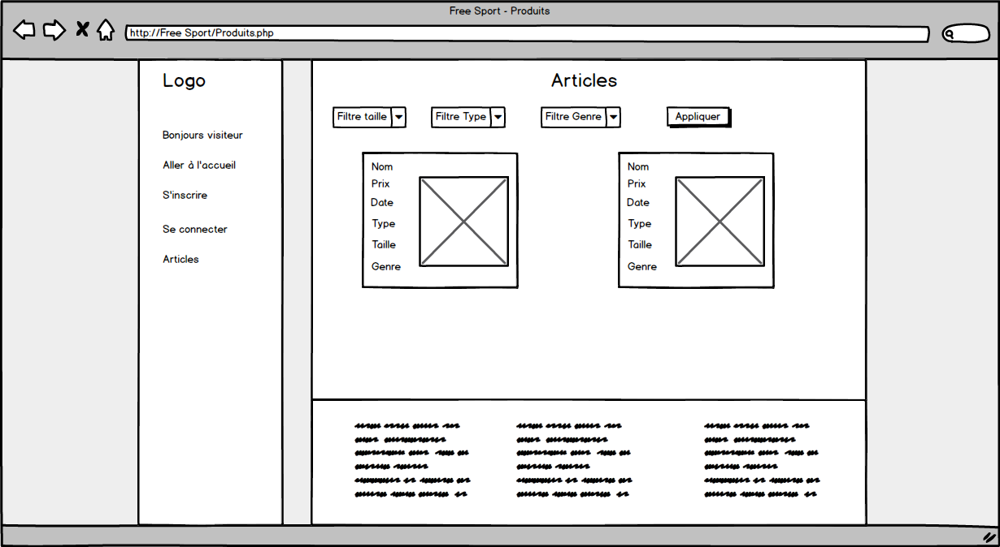 Free Sport - Produits
http://Free Sport/Produits.php
Logo
Bonjours visiteur
Aller à l'accueil
S'inscrire
Se connecter
Articles
Articles
Filtre taille
Filtre Type
Filtre Genre
Appliquer
Nom
Prix
Date
Type
Taille
Genre
Nom
Prix
Date
Type
Taille
Genre